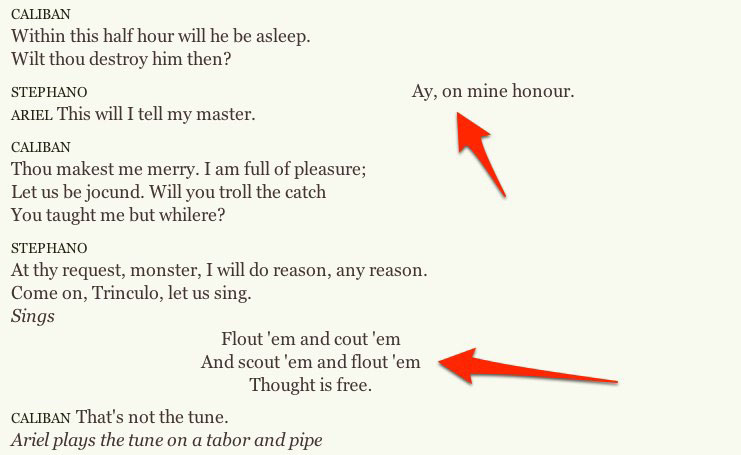 CALIBAN
Within this half hour will he be asleep.
Wilt thou destroy him then?
STEPHANO Ay, on mine honour.
ARIEL This will I tell my master.
CALIBAN
Thou makest me merry. I am full of pleasure;
Let us be jocund. Will you troll the catch
You taught me but whilere?
STEPHANO
At thy request, monster, I will do reason, any reason.
Come on, Trinculo, let us sing.
Sings
Flout 'em and cout 'em
And scout 'em and flout 'em
Thought is free.
CALIBAN That's not the tune.
Ariel plays the tune on a tabor and pipe